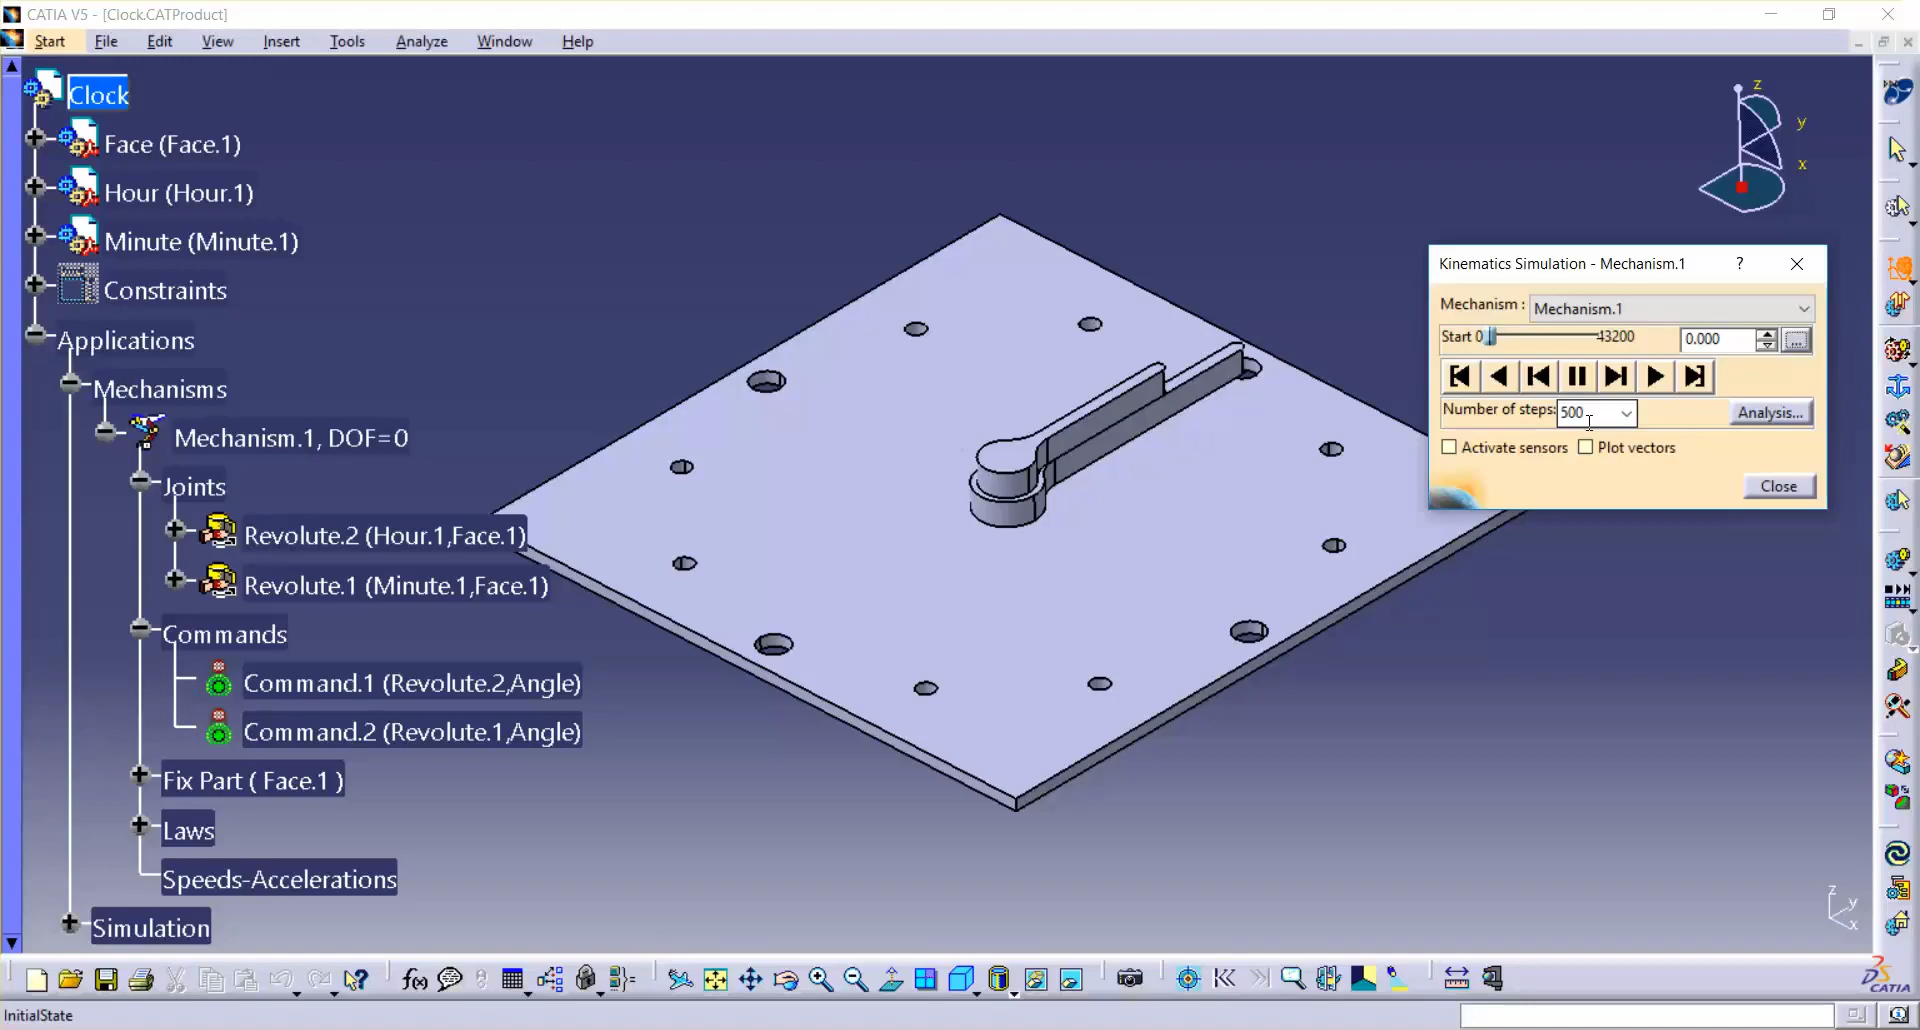 CATIA V5 - [Clock.CATProduct]
Start File Edit View Insert Tools Analyze Window Help
Clock
Face (Face.1)
Hour (Hour.1)
Minute (Minute.1)
Constraints
Applications
Mechanisms
Mechanism.1, DOF=0
Joints
Revolute.2 (Hour.1,Face.1)
Revolute.1 (Minute.1,Face.1)
Commands
Command.1 (Revolute.2,Angle)
Command.2 (Revolute.1,Angle)
Fix Part ( Face.1 )
Laws
Speeds-Accelerations
Simulation
z
y
x
Kinematics Simulation - Mechanism.1 ?
Mechanism : Mechanism.1
Start 0 43200 0.000 ...
Number of steps: 500 Analysis...
Activate sensors Plot vectors
Close
z
y
x
f(x)
CATIA
InitialState